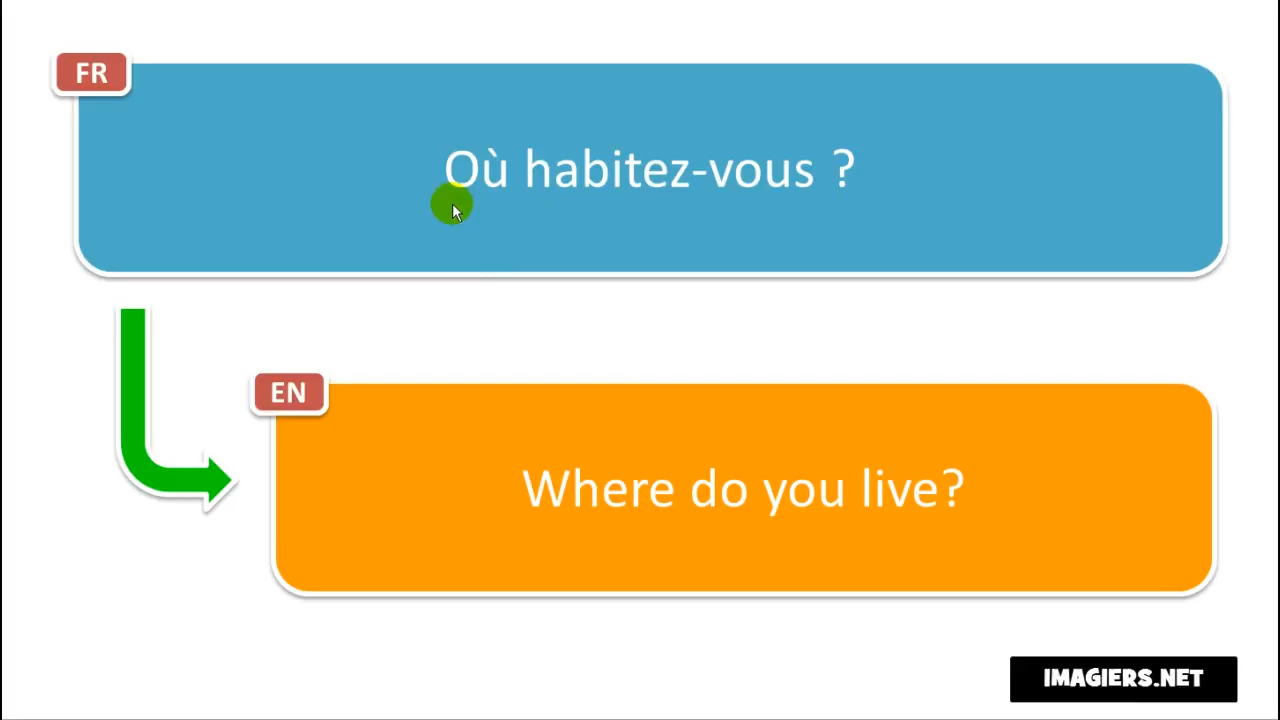 FR
Où habitez-vous ?
EN
Where do you live?
IMAGIERS.NET